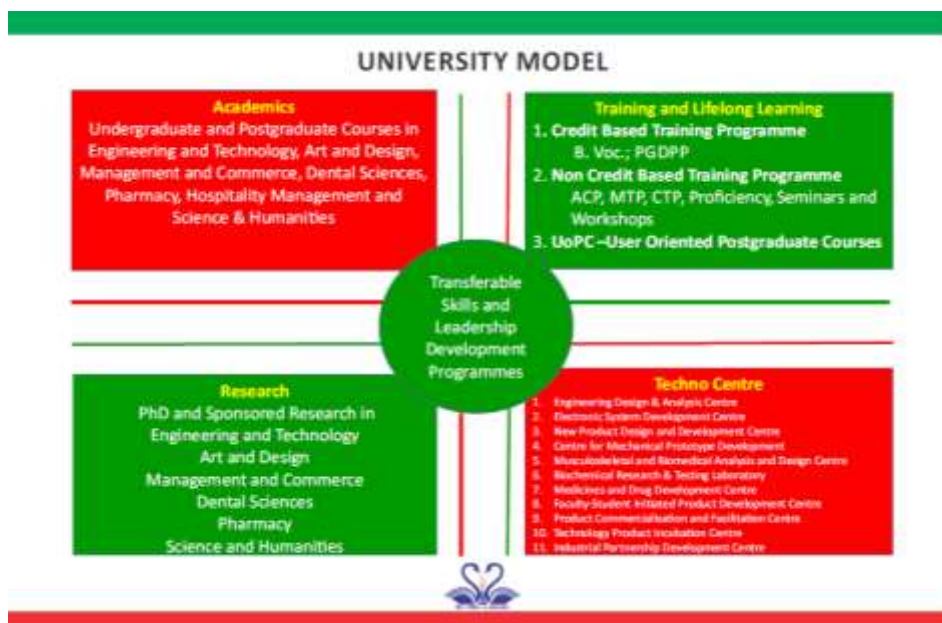 UNIVERSITY MODEL
Academics
Undergraduate and Postgraduate Courses in
Engineering and Technology, Art and Design,
Management and Commerce, Dental Sciences,
Pharmacy, Hospitality Management and
Science & Humanities
Training and Lifelong Learning
1. Credit Based Training Programme
B. Voc.; PGDPP
2. Non Credit Based Training Programme
ACP, MTP, CTP, Proficiency, Seminars and
Workshops
3. UoPC –User Oriented Postgraduate Courses
Transferable
Skills and
Leadership
Development
Programmes
Research
PhD and Sponsored Research in
Engineering and Technology
Art and Design
Management and Commerce
Dental Sciences
Pharmacy
Science and Humanities
Techno Centre
1. Engineering Design & Analysis Centre
2. Electronic System Development Centre
3. New Product Design and Development Centre
4. Centre for Mechanical Prototype Development
5. Musculoskeletal and Biomedical Analysis and Design Centre
6. Biochemical Research & Testing Laboratory
7. Medicines and Drug Development Centre
8. Faculty-Student Initiated Product Development Centre
9. Product Commercialisation and Facilitation Centre
10. Technology Product Incubation Centre
11. Industrial Partnership Development Centre